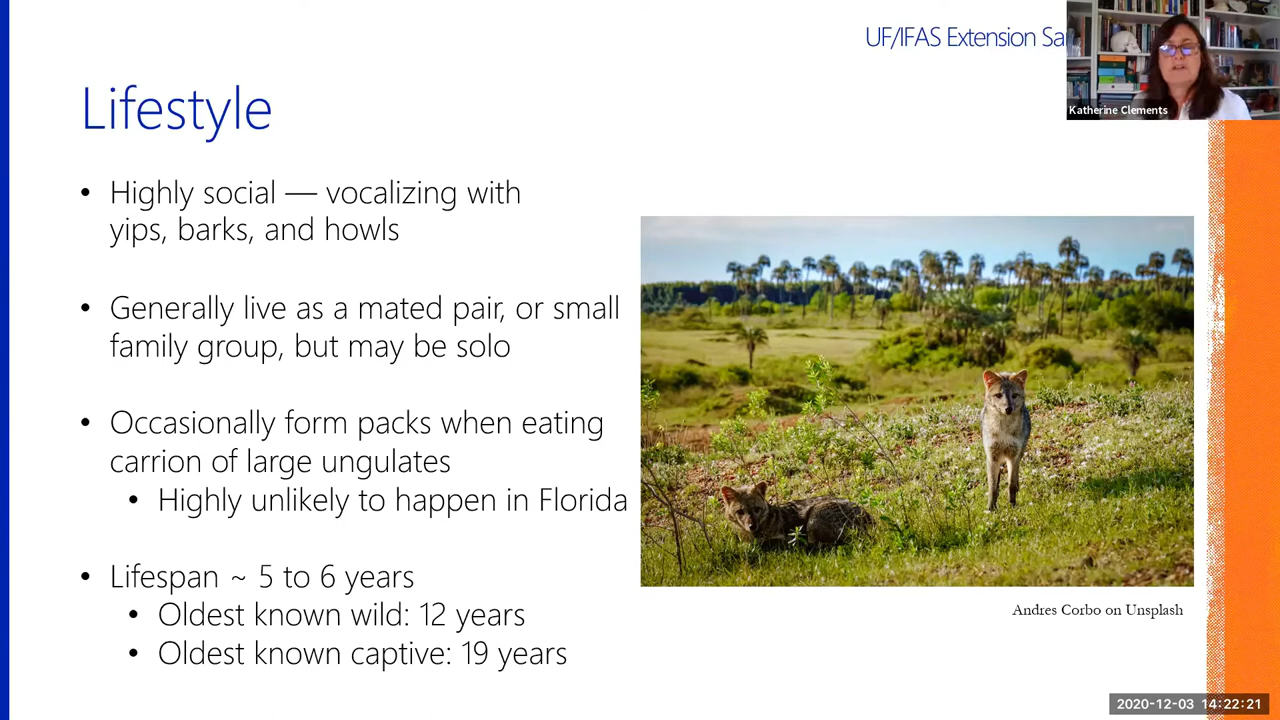 UF/IFAS Extension
Katherine Clements
Lifestyle
• Highly social — vocalizing with
yips, barks, and howls
• Generally live as a mated pair, or small
family group, but may be solo
• Occasionally form packs when eating
carrion of large ungulates
• Highly unlikely to happen in Florida
• Lifespan ~ 5 to 6 years
• Oldest known wild: 12 years
• Oldest known captive: 19 years
Andres Corbo on Unsplash
2020-12-03 14:22:21